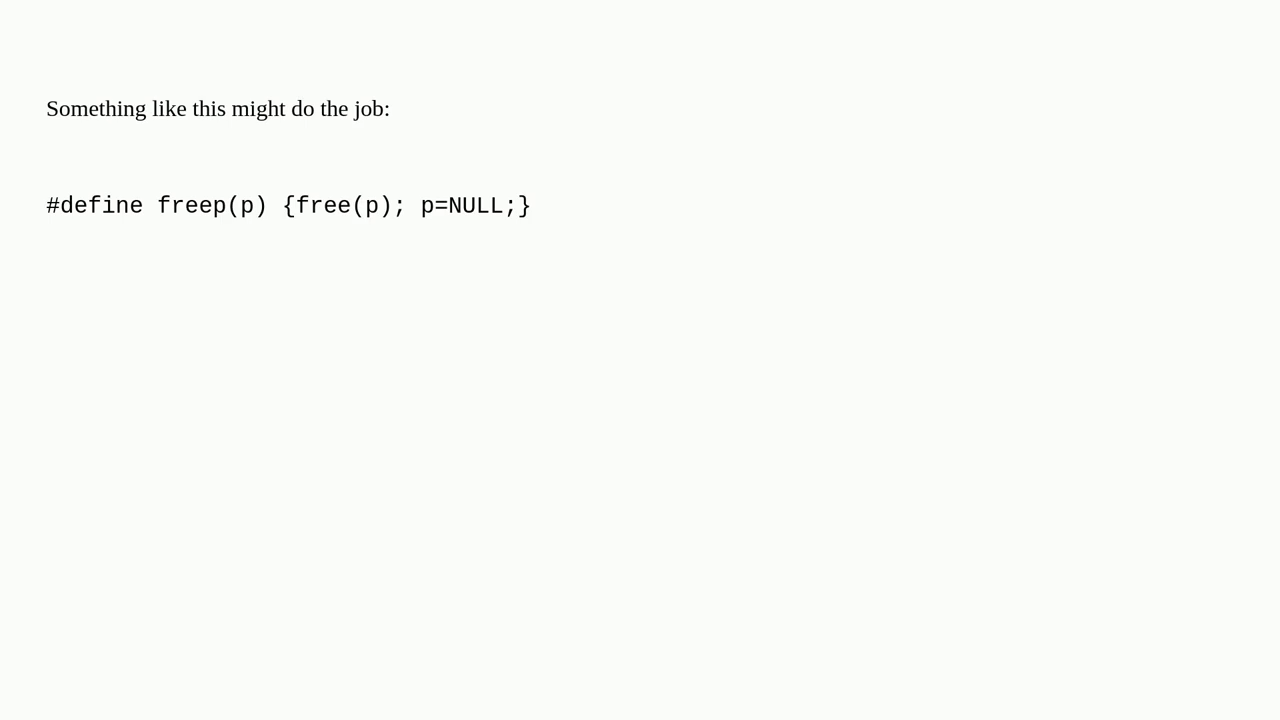 Something like this might do the job:
#define freep(p) {free(p); p=NULL;}